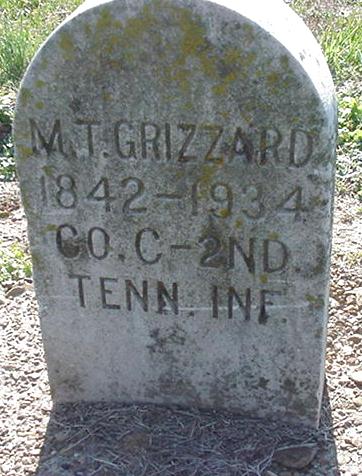 M.T. GRIZZARD
1842-1934
CO. C-2ND.
TENN. INF.